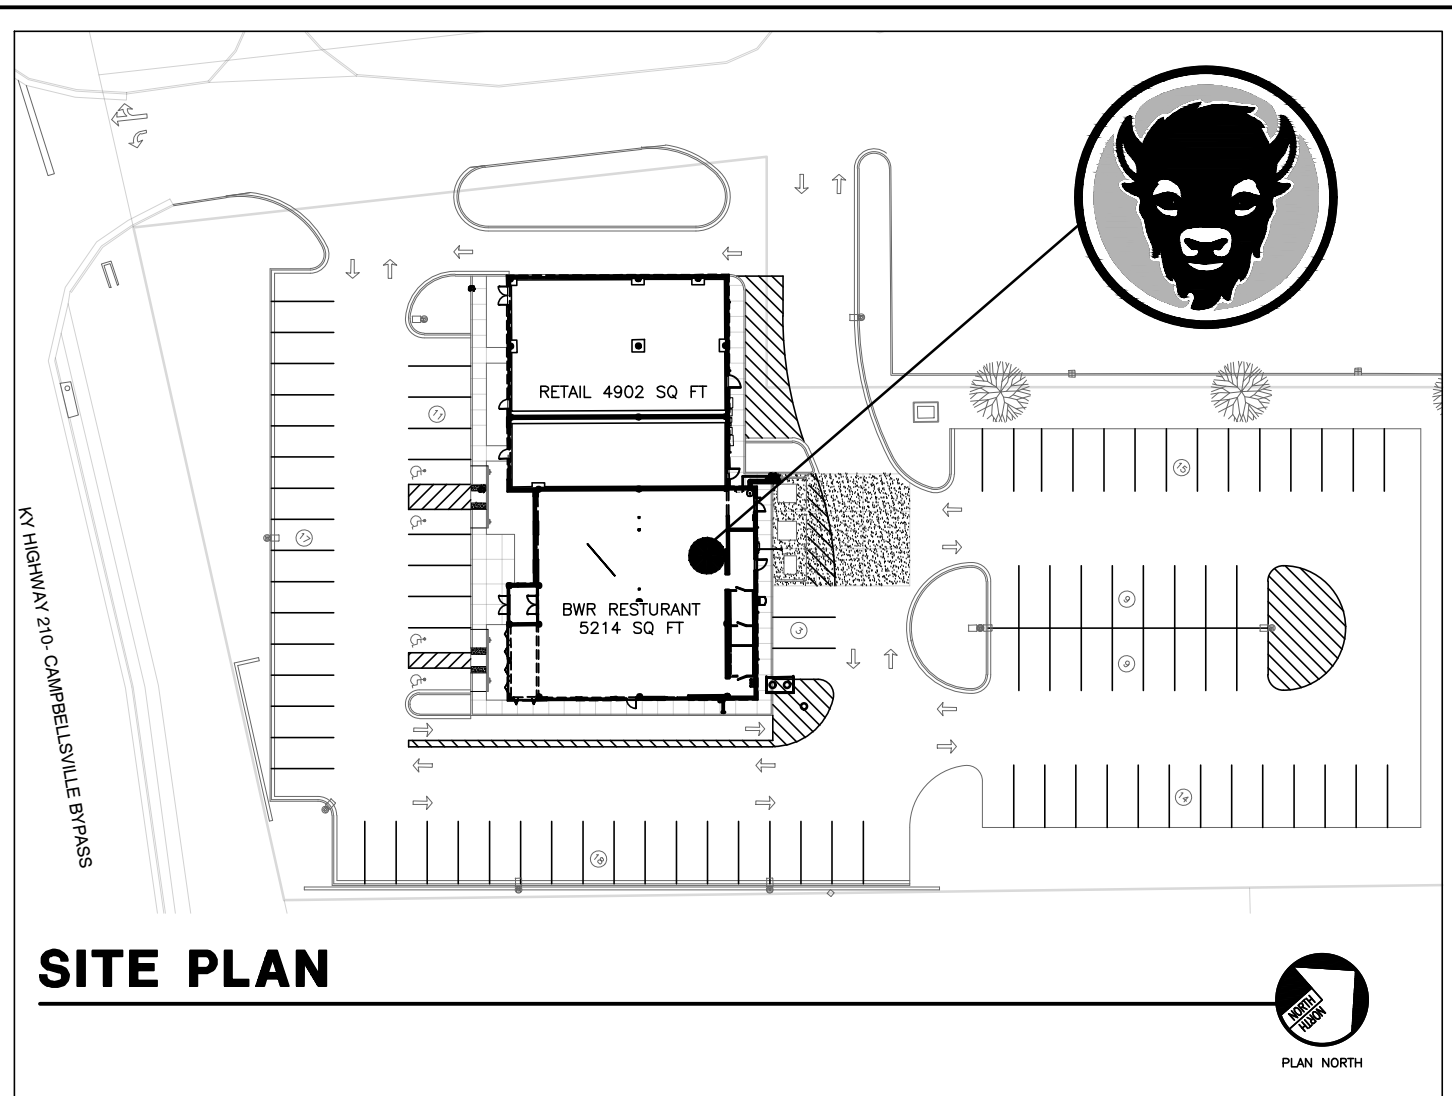 RETAIL 4902 SQ FT
11
15
17
KY HIGHWAY 210- CAMPBELLSVILLE BYPASS
9
BWR RESTURANT
5214 SQ FT
3
9
14
18
SITE PLAN
NORTH
NORTH
PLAN NORTH